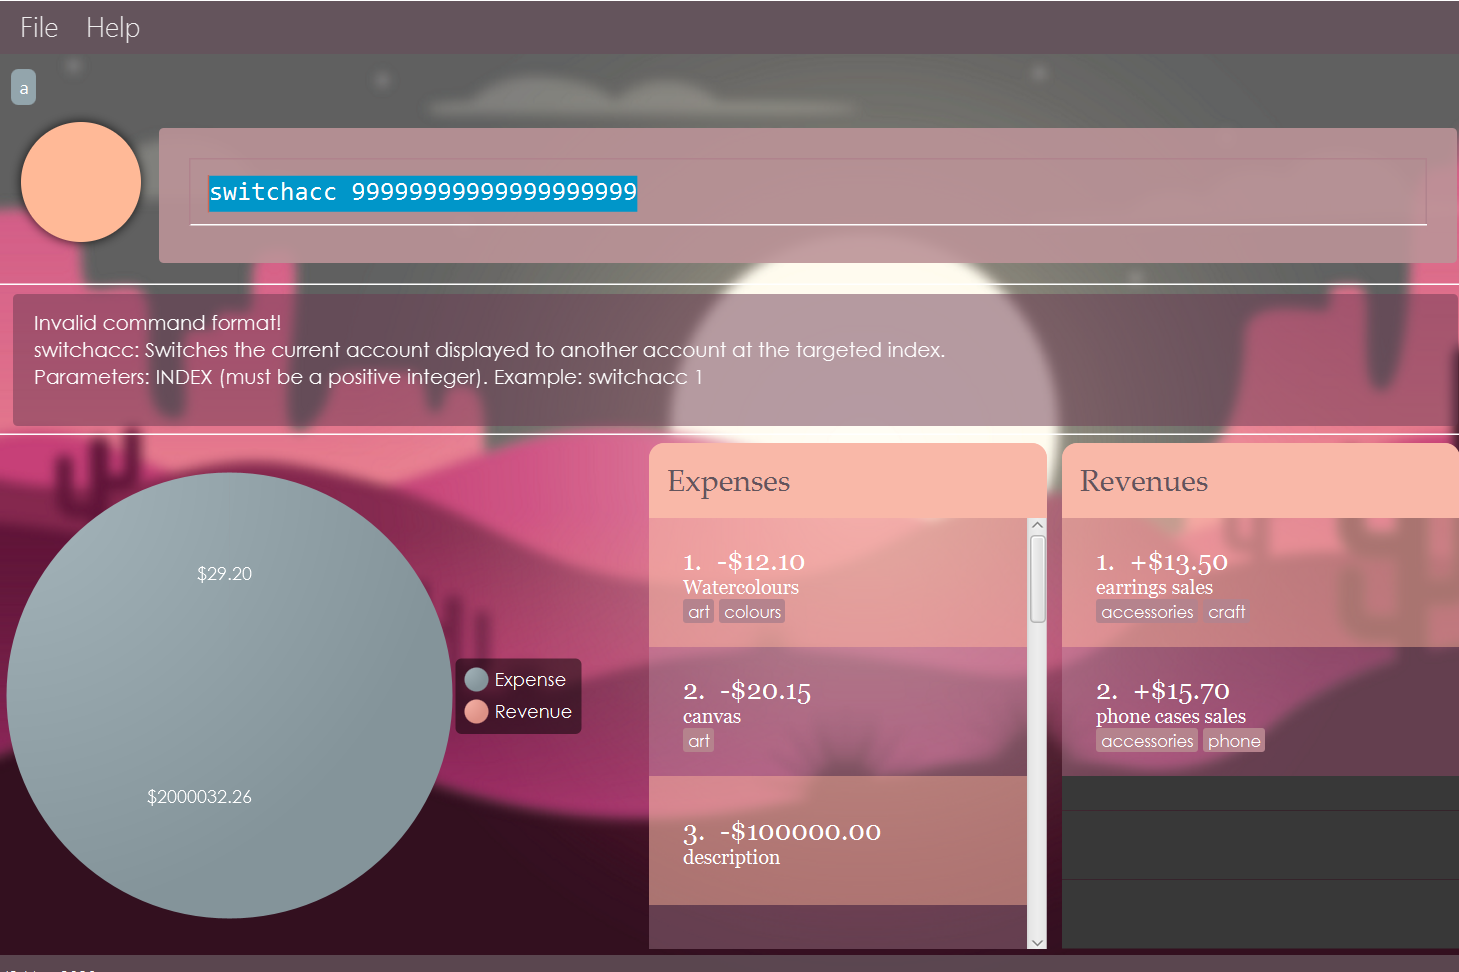 File Help
a
switchacc 99999999999999999999
Invalid command format!
switchacc: Switches the current account displayed to another account at the targeted index.
Parameters: INDEX (must be a positive integer). Example: switchacc 1
$29.20
$2000032.26
Expense
Revenue
Expenses
1. -$12.10
Watercolours
art colours
2. -$20.15
canvas
art
3. -$100000.00
description
Revenues
1. +$13.50
earrings sales
accessories craft
2. +$15.70
phone cases sales
accessories phone